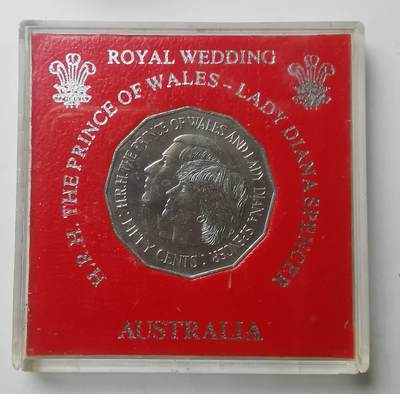 ROYAL WEDDING
H.R.H. THE PRINCE OF WALES - LADY DIANA SPENCER
H.R.H. THE PRINCE OF WALES AND LADY DIANA SPENCER
FIFTY CENTS
AUSTRALIA